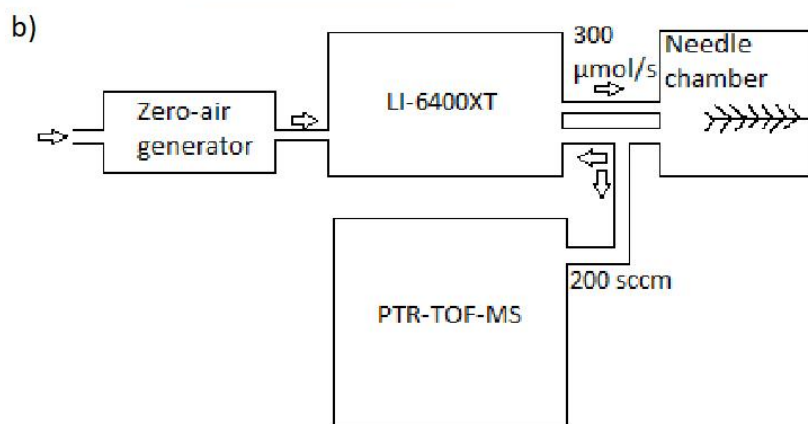 b)
Zero-air
generator
LI-6400XT
300
µmol/s
Needle
chamber
PTR-TOF-MS
200 sccm